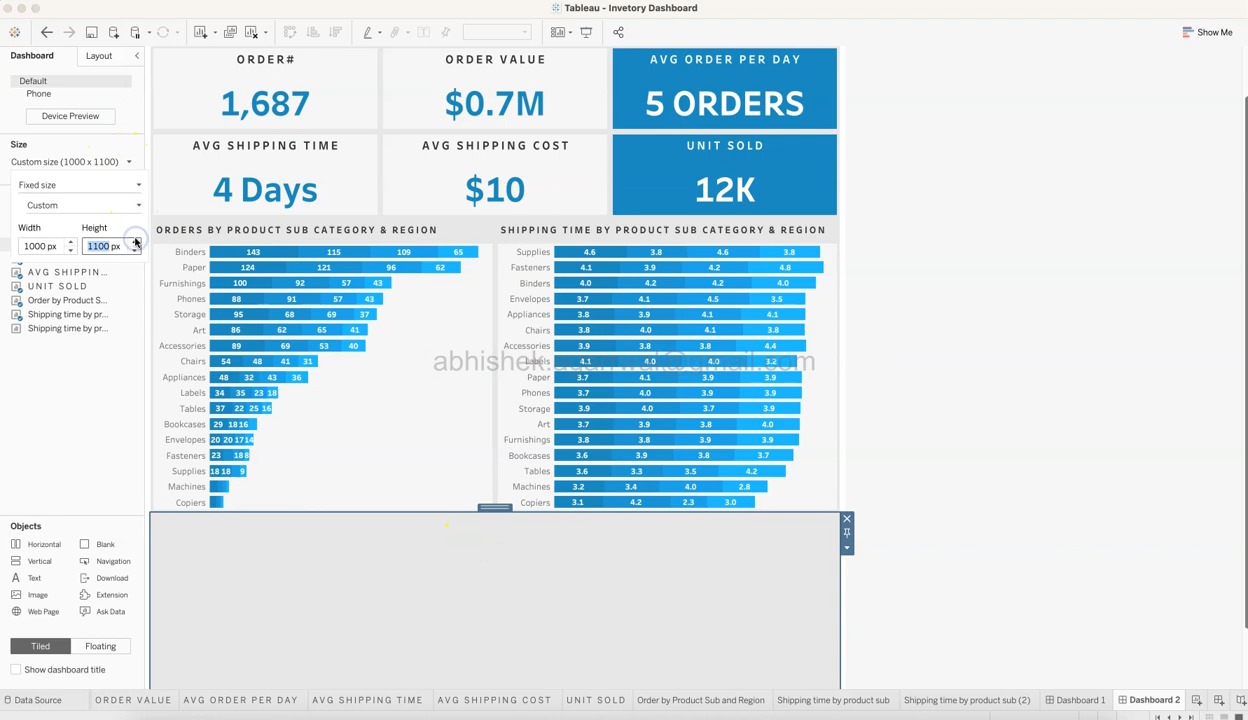 Tableau - Invetory Dashboard
Show Me
Dashboard
Layout
Default
Phone
Device Preview
Size
Custom size (1000 x 1100)
Fixed size
Custom
Width
Height
1000 px
1100 px
AVG SHIPPIN...
UNIT SOLD
Order by Product S...
Shipping time by pr...
Shipping time by pr...
Objects
Horizontal
Blank
Vertical
Navigation
Text
Download
Image
Extension
Web Page
Ask Data
Tiled
Floating
Show dashboard title
ORDER#
1,687
ORDER VALUE
$0.7M
AVG ORDER PER DAY
5 ORDERS
AVG SHIPPING TIME
4 Days
AVG SHIPPING COST
$10
UNIT SOLD
12K
ORDERS BY PRODUCT SUB CATEGORY & REGION
Binders 143 115 109 65
Paper 124 121 96 62
Furnishings 100 92 57 43
Phones 88 91 57 43
Storage 95 68 69 37
Art 86 62 65 41
Accessories 89 69 53 40
Chairs 54 48 41 31
Appliances 48 32 43 36
Labels 34 35 23 18
Tables 37 22 25 16
Bookcases 29 18 16
Envelopes 20 20 17 14
Fasteners 23 18 8
Supplies 18 18 9
Machines
Copiers
SHIPPING TIME BY PRODUCT SUB CATEGORY & REGION
Supplies 4.6 3.8 4.6 3.8
Fasteners 4.1 3.9 4.2 4.8
Binders 4.0 4.2 4.2 4.0
Envelopes 3.7 4.1 4.5 3.5
Appliances 3.8 3.9 4.1 4.1
Chairs 3.8 4.0 4.1 3.8
Accessories 3.9 3.8 3.8 4.4
Labels 4.1 4.0 4.0 3.2
Paper 3.7 4.1 3.9 3.9
Phones 3.7 4.0 3.9 3.9
Storage 3.9 4.0 3.7 3.9
Art 3.7 3.9 3.8 4.0
Furnishings 3.8 3.8 3.9 3.9
Bookcases 3.6 3.9 3.8 3.7
Tables 3.6 3.3 3.5 4.2
Machines 3.2 3.4 4.0 2.8
Copiers 3.1 4.2 2.3 3.0
Data Source
ORDER VALUE
AVG ORDER PER DAY
AVG SHIPPING TIME
AVG SHIPPING COST
UNIT SOLD
Order by Product Sub and Region
Shipping time by product sub
Shipping time by product sub (2)
Dashboard 1
Dashboard 2